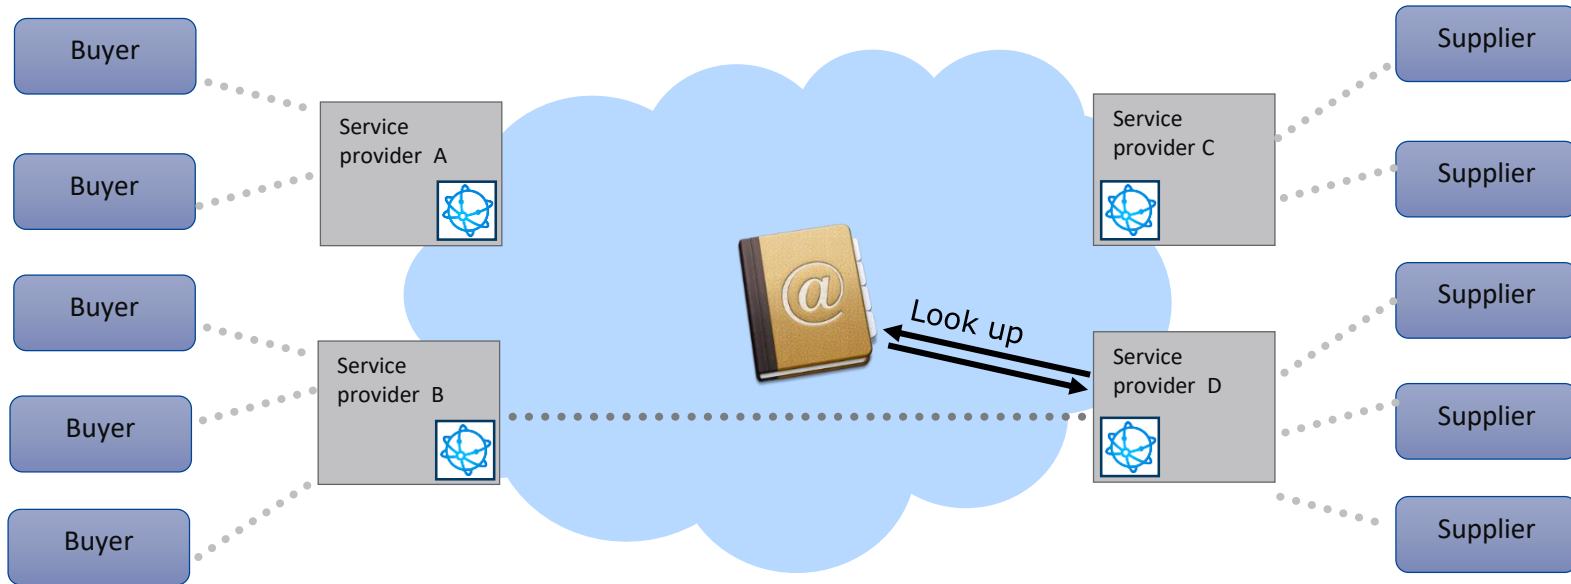 Buyer
Buyer
Buyer
Buyer
Buyer
Service
provider A
Service
provider B
@
Look up
Service
provider C
Service
provider D
Supplier
Supplier
Supplier
Supplier
Supplier